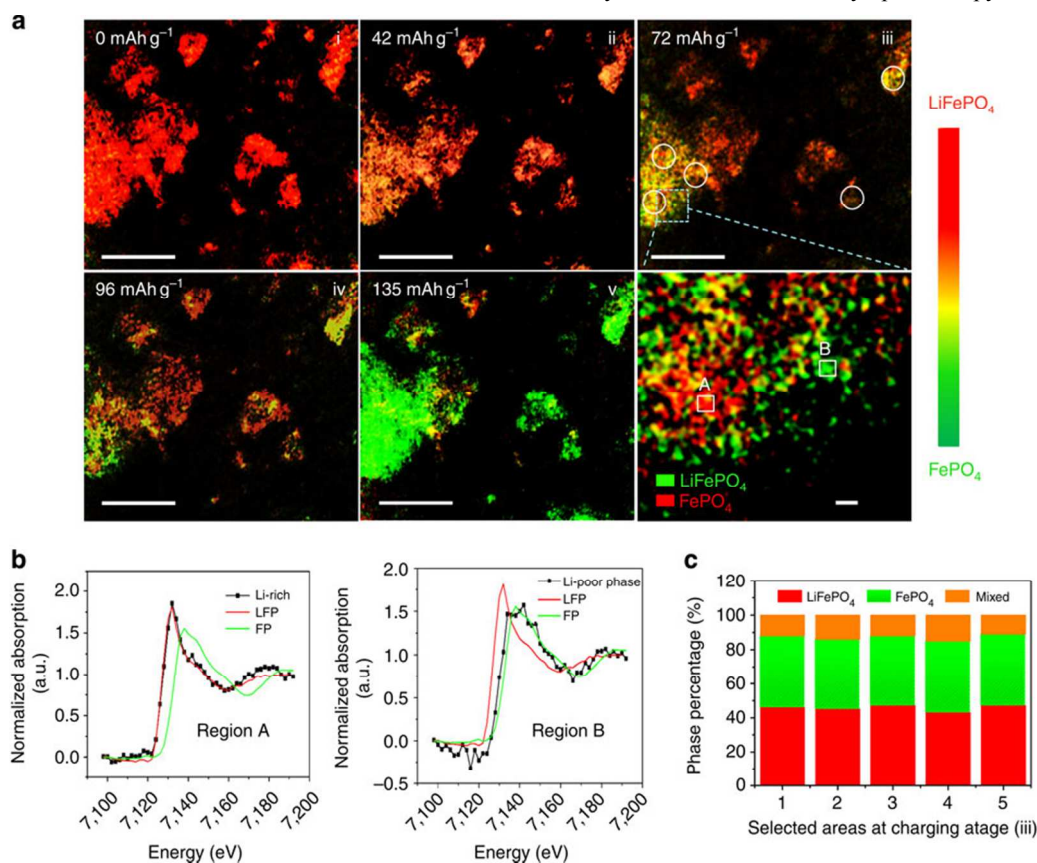 a
0 mAh g–1
i
42 mAh g–1
ii
72 mAh g–1
iii
LiFePO4
96 mAh g–1
iv
135 mAh g–1
v
A
B
LiFePO4
FePO4
FePO4
b
Normalized absorption
(a.u.)
2.0
1.5
1.0
0.5
0.0
Li-rich
LFP
FP
Region A
7,100
7,120
7,140
7,160
7,180
7,200
Energy (eV)
Normalized absorption
(a.u.)
2.0
1.5
1.0
0.5
0.0
–0.5
Li-poor phase
LFP
FP
Region B
7,100
7,120
7,140
7,160
7,180
7,200
Energy (eV)
c
Phase percentage (%)
120
100
80
60
40
20
0
LiFePO4
FePO4
Mixed
1 2 3 4 5
Selected areas at charging atage (iii)